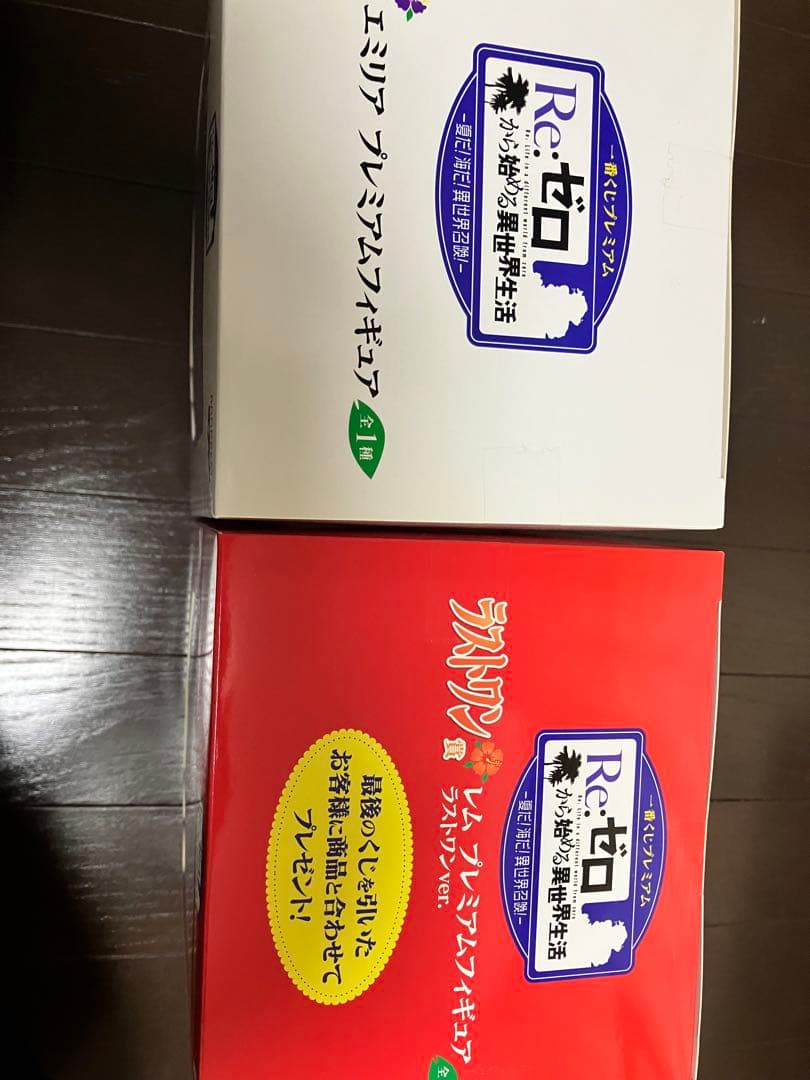 一番くじプレミアム
Re:ゼロ
Re: Life in a different world from zero
から始める異世界生活
-夏だ!海だ!異世界召喚!-
エミリア プレミアムフィギュア
全1種
一番くじプレミアム
Re:ゼロ
Re: Life in a different world from zero
から始める異世界生活
-夏だ!海だ!異世界召喚!-
ラストワン賞
レム プレミアムフィギュア
ラストワンver.
全
最後のくじを引いた
お客様に商品と合わせて
プレゼント!